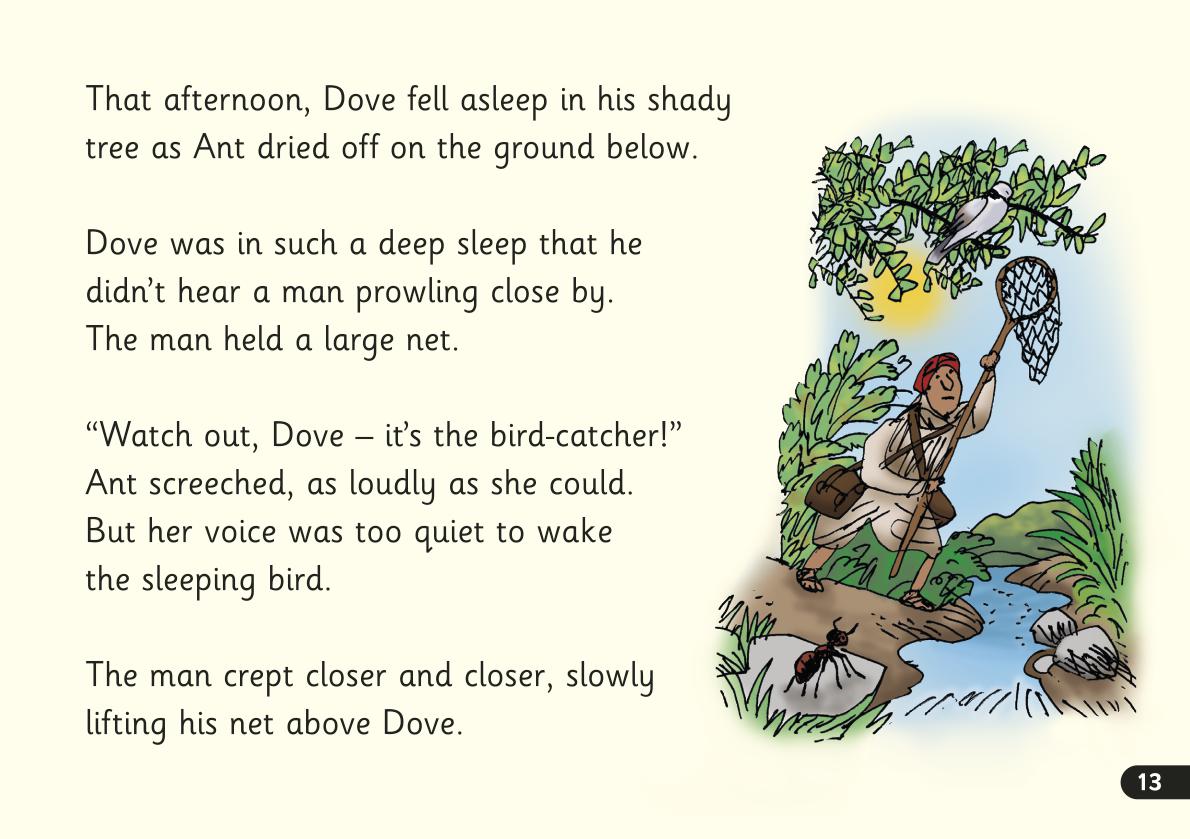 That afternoon, Dove fell asleep in his shady
tree as Ant dried off on the ground below.
Dove was in such a deep sleep that he
didn’t hear a man prowling close by.
The man held a large net.
“Watch out, Dove – it’s the bird-catcher!”
Ant screeched, as loudly as she could.
But her voice was too quiet to wake
the sleeping bird.
The man crept closer and closer, slowly
lifting his net above Dove.
13